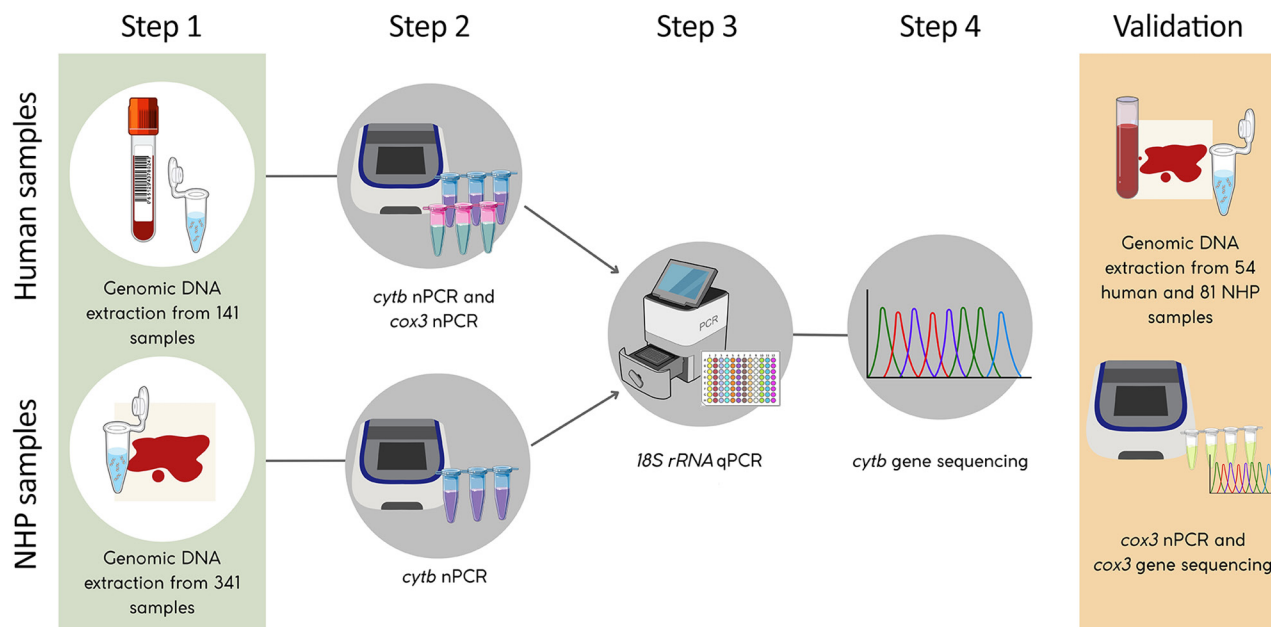 Step 1
Step 2
Step 3
Step 4
Validation
Human samples
NHP samples
Genomic DNA
extraction from 141
samples
cytb nPCR and
cox3 nPCR
Genomic DNA
extraction from 341
samples
cytb nPCR
PCR
18S rRNA qPCR
cytb gene sequencing
Genomic DNA
extraction from 54
human and 81 NHP
samples
cox3 nPCR and
cox3 gene sequencing